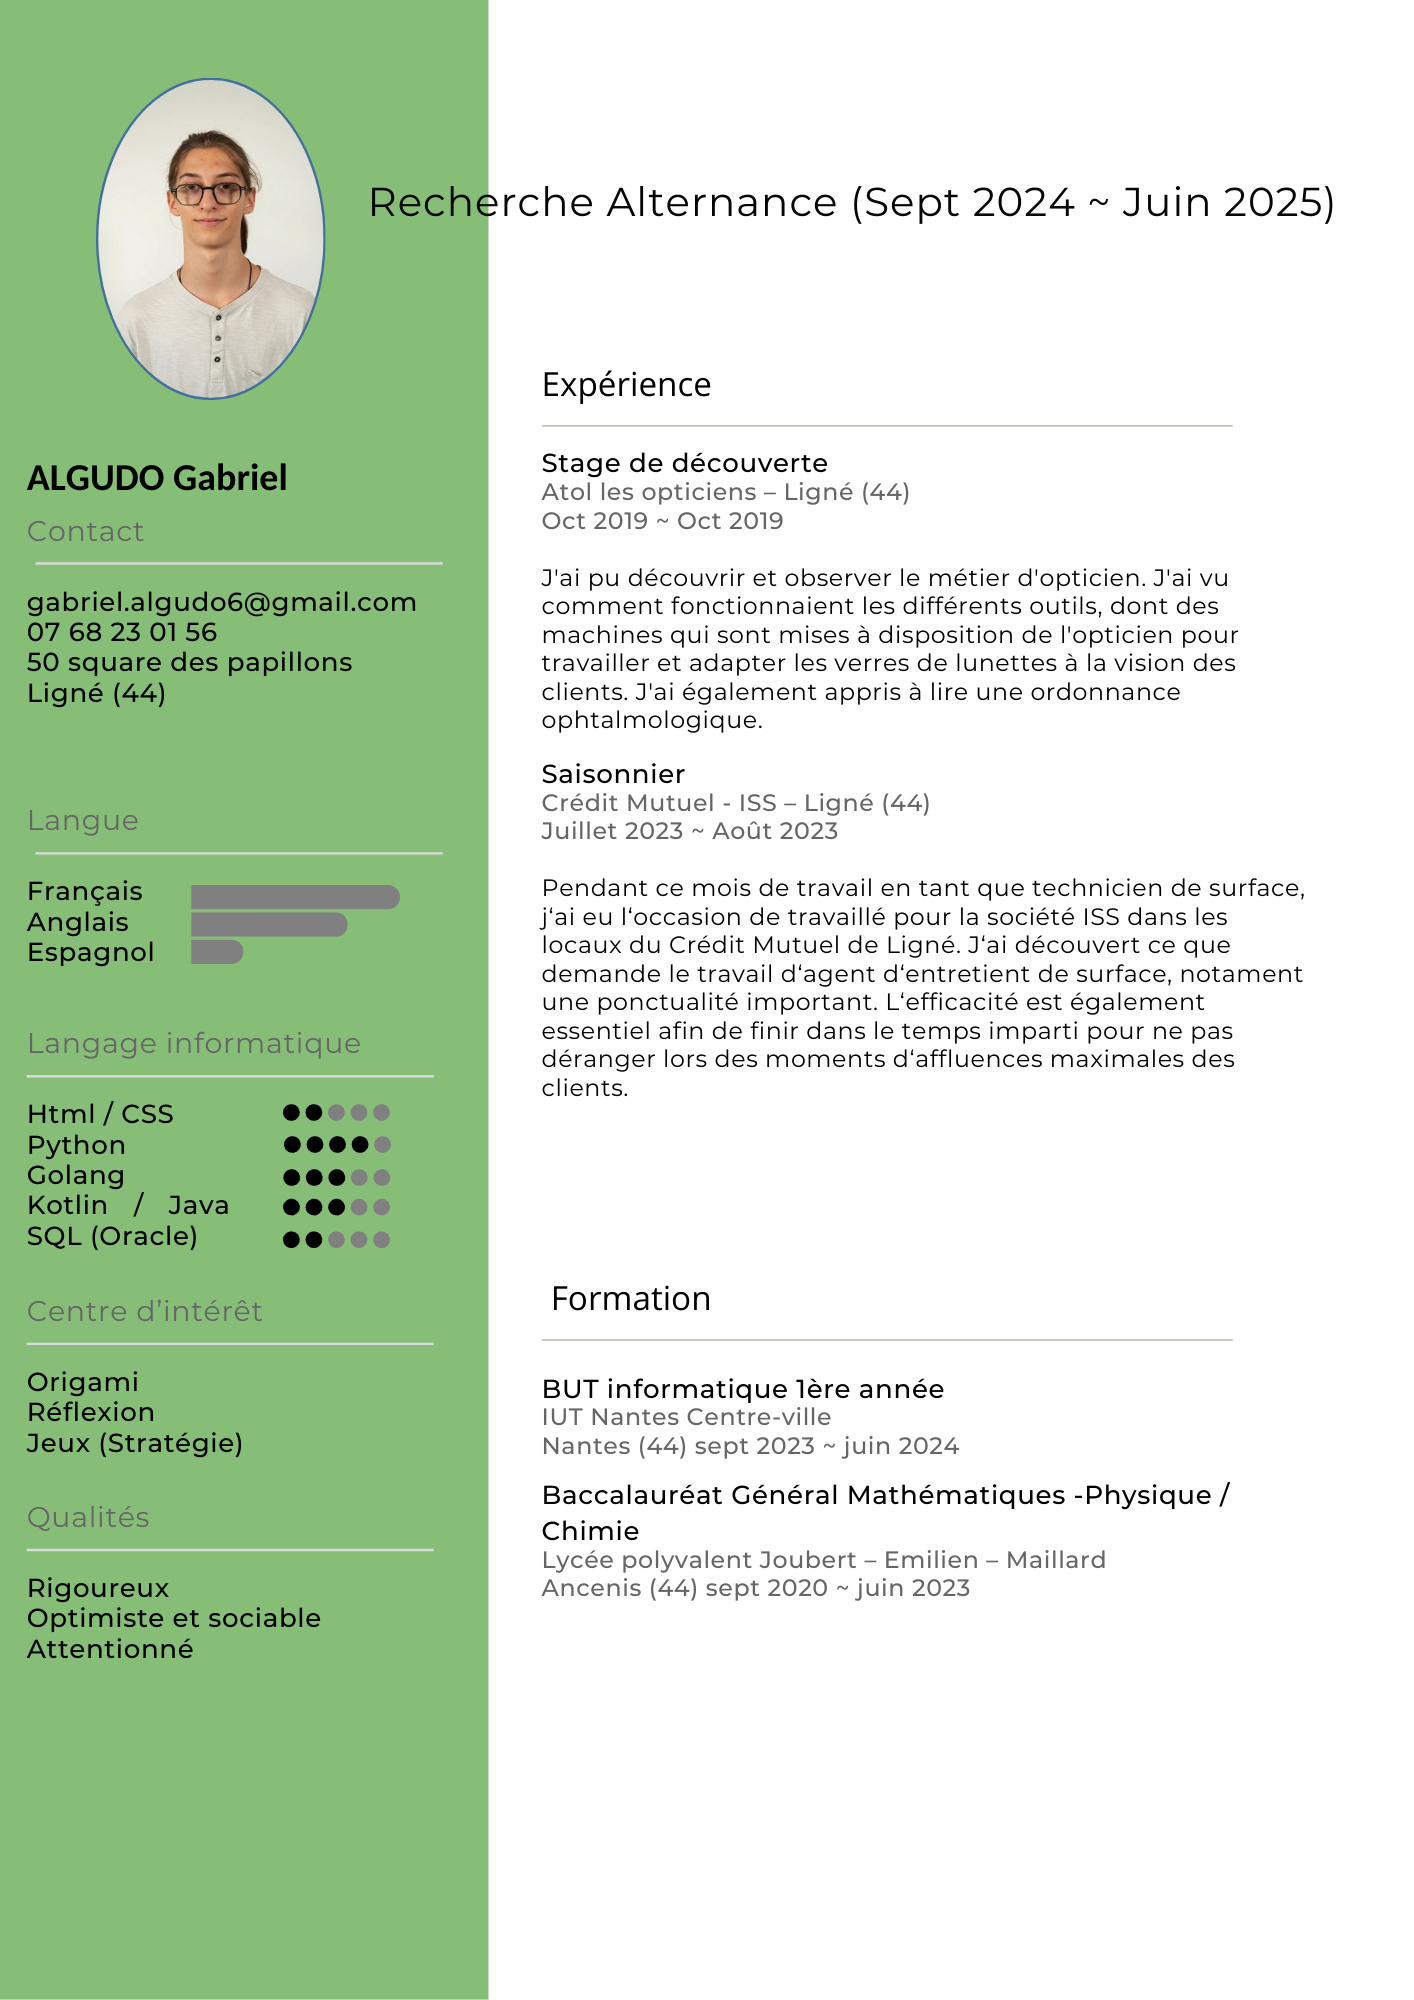 Recherche Alternance (Sept 2024 ~ Juin 2025)
ALGUDO Gabriel
Contact
gabriel.algudo6@gmail.com
07 68 23 01 56
50 square des papillons
Ligné (44)
Langue
Français
Anglais
Espagnol
Langage informatique
Html / CSS
Python
Golang
Kotlin / Java
SQL (Oracle)
Centre d’intérêt
Origami
Réflexion
Jeux (Stratégie)
Qualités
Rigoureux
Optimiste et sociable
Attentionné
Expérience
Stage de découverte
Atol les opticiens – Ligné (44)
Oct 2019 ~ Oct 2019
J'ai pu découvrir et observer le métier d'opticien. J'ai vu
comment fonctionnaient les différents outils, dont des
machines qui sont mises à disposition de l'opticien pour
travailler et adapter les verres de lunettes à la vision des
clients. J'ai également appris à lire une ordonnance
ophtalmologique.
Saisonnier
Crédit Mutuel - ISS – Ligné (44)
Juillet 2023 ~ Août 2023
Pendant ce mois de travail en tant que technicien de surface,
j‘ai eu l‘occasion de travaillé pour la société ISS dans les
locaux du Crédit Mutuel de Ligné. J‘ai découvert ce que
demande le travail d‘agent d‘entretient de surface, notament
une ponctualité important. L‘efficacité est également
essentiel afin de finir dans le temps imparti pour ne pas
déranger lors des moments d‘affluences maximales des
clients.
Formation
BUT informatique 1ère année
IUT Nantes Centre-ville
Nantes (44) sept 2023 ~ juin 2024
Baccalauréat Général Mathématiques -Physique /
Chimie
Lycée polyvalent Joubert – Emilien – Maillard
Ancenis (44) sept 2020 ~ juin 2023